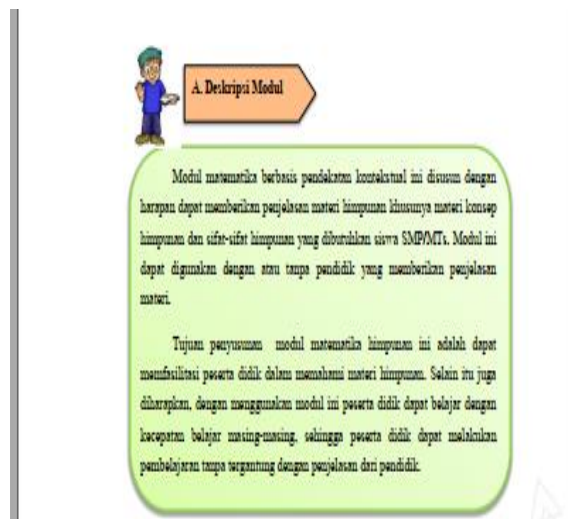 A. Deskripsi Modul
Modul matematika berbasis pendekatan kontekstual ini disusun dengan
harapan dapat memberikan penjelasan materi himpunan khusunya materi konsep
himpunan dan sifat-sifat himpunan yang dibutuhkan siswa SMP/MTs. Modul ini
dapat digunakan dengan atau tanpa pendidik yang memberikan penjelasan
materi.
Tujuan penyusunan modul matematika himpunan ini adalah dapat
memfasilitasi peserta didik dalam memahami materi himpunan. Selain itu juga
diharapkan, dengan menggunakan modul ini peserta didik dapat belajar dengan
kecepatan belajar masing-masing, sehingga peserta didik dapat melakukan
pembelajaran tanpa tergantung dengan penjelasan dari pendidik.